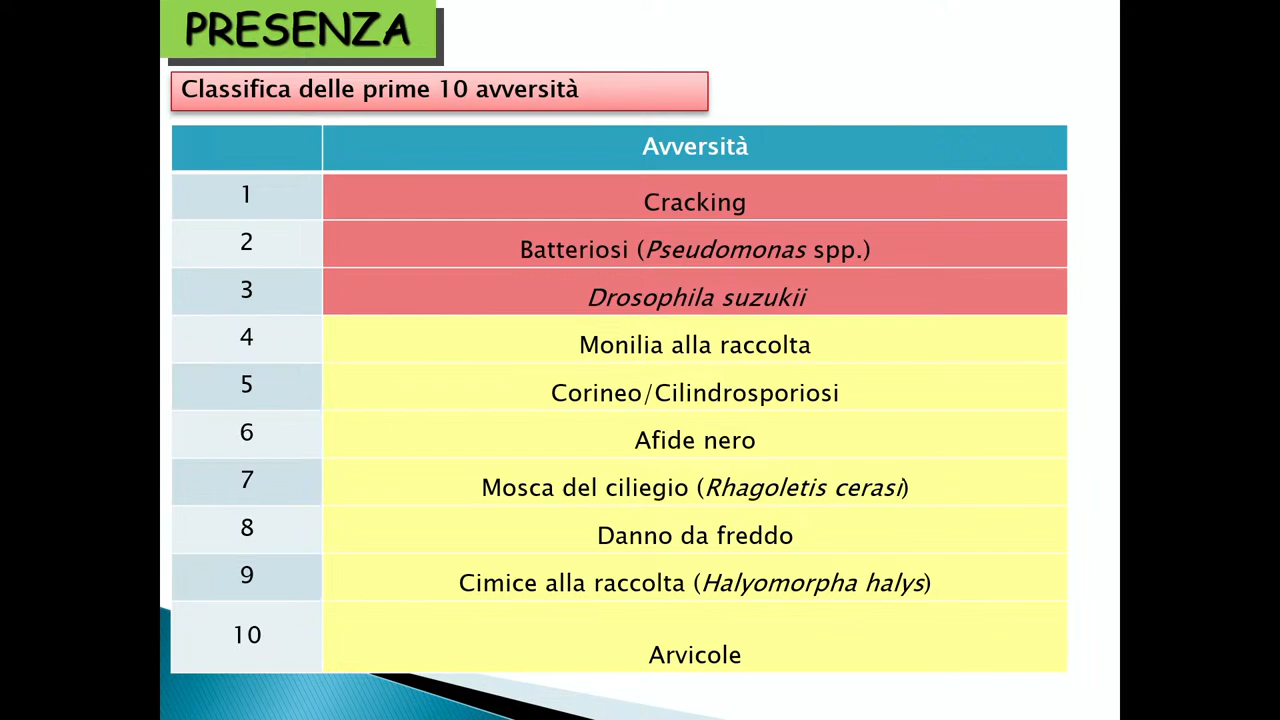 PRESENZA
Classifica delle prime 10 avversità
Avversità
1 Cracking
2 Batteriosi (Pseudomonas spp.)
3 Drosophila suzukii
4 Monilia alla raccolta
5 Corineo/Cilindrosporiosi
6 Afide nero
7 Mosca del ciliegio (Rhagoletis cerasi)
8 Danno da freddo
9 Cimice alla raccolta (Halyomorpha halys)
10 Arvicole